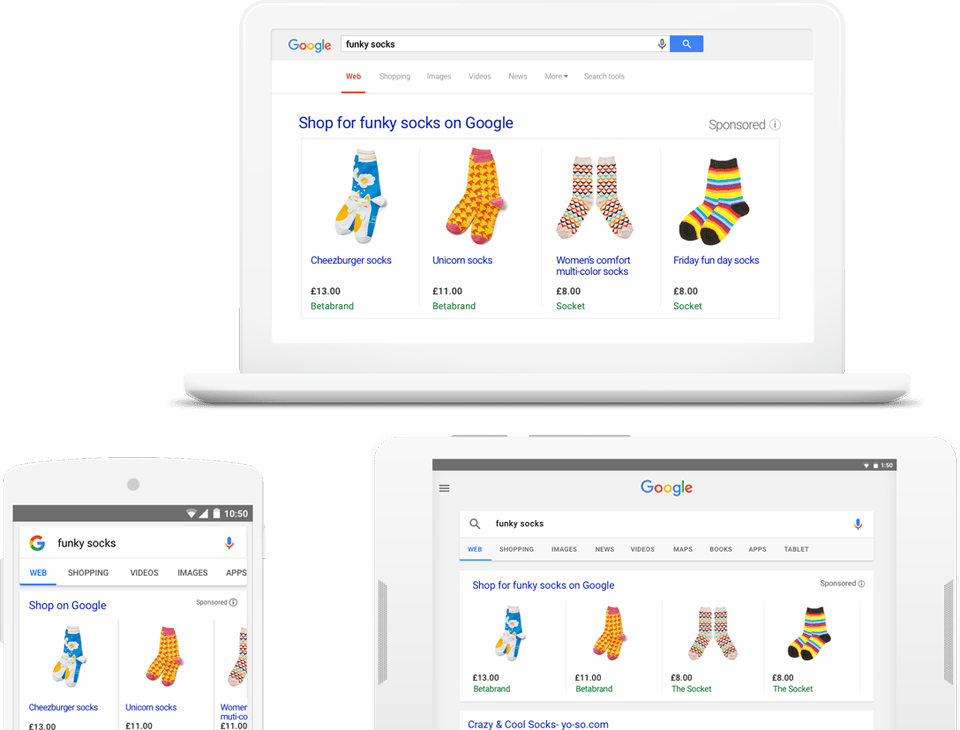 Google funky socks
Web Shopping Images Videos News More Search tools
Shop for funky socks on Google Sponsored
Cheezburger socks Unicorn socks Women's comfort Friday fun day socks
multi-color socks
£13.00 £11.00 £8.00 £8.00
Betabrand Betabrand Socket Socket
10:50
G funky socks
WEB SHOPPING VIDEOS IMAGES APPS
Shop on Google Sponsored
Cheezburger socks Unicorn socks Women
muti-co
£13.00 £11.00 £11.00
1:50
Google
funky socks
WEB SHOPPING IMAGES NEWS VIDEOS MAPS BOOKS APPS TABLET
Shop for funky socks on Google Sponsored
£13.00 £11.00 £8.00 £8.00
Betabrand Betabrand The Socket The Socket
Crazy & Cool Socks- yo-so.com